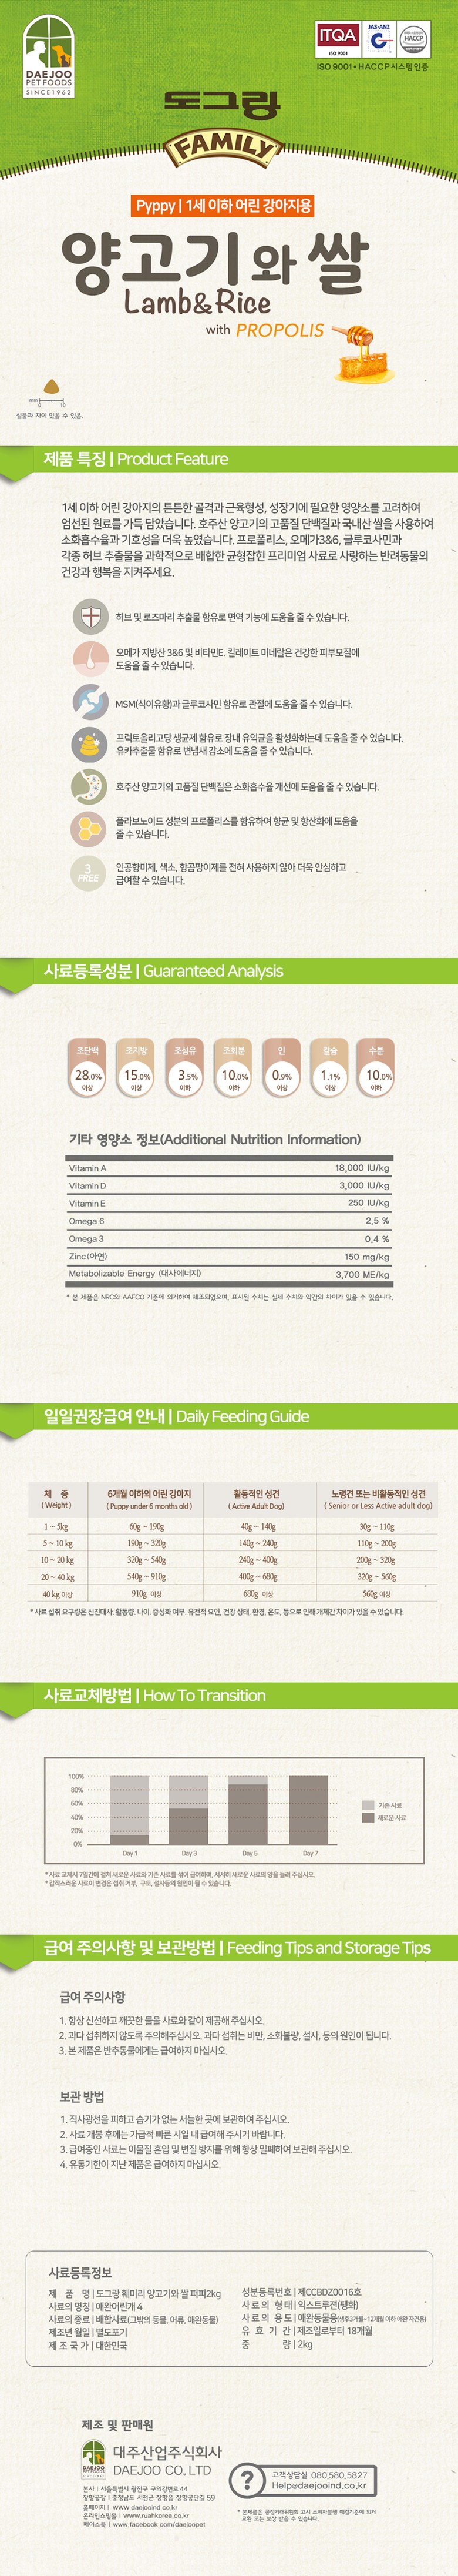 DAEJOO
PET FOODS
SINCE1962
ITQA
ISO 9001
JAS-ANZ
HACCP
ISO 9001 • HACCP시스템인증
도그랑
FAMILY
Pyppy | 1세 이하 어린 강아지용
양고기와 쌀
Lamb&Rice
with PROPOLIS
mm
0 10
실물과 차이 있을 수 있음.
제품 특징 | Product Feature
1세 이하 어린 강아지의 튼튼한 골격과 근육형성, 성장기에 필요한 영양소를 고려하여
엄선된 원료를 가득 담았습니다. 호주산 양고기의 고품질 단백질과 국내산 쌀을 사용하여
소화흡수율과 기호성을 더욱 높였습니다. 프로폴리스, 오메가3&6, 글루코사민과
각종 허브 추출물을 과학적으로 배합한 균형잡힌 프리미엄 사료로 사랑하는 반려동물의
건강과 행복을 지켜주세요.
허브 및 로즈마리 추출물 함유로 면역 기능에 도움을 줄 수 있습니다.
오메가 지방산 3&6 및 비타민E. 킬레이트 미네랄은 건강한 피부모질에
도움을 줄 수 있습니다.
MSM(식이유황)과 글루코사민 함유로 관절에 도움을 줄 수 있습니다.
프럭토올리고당 생균제 함유로 장내 유익균을 활성화하는데 도움을 줄 수 있습니다.
유카추출물 함유로 변냄새 감소에 도움을 줄 수 있습니다.
호주산 양고기의 고품질 단백질은 소화흡수율 개선에 도움을 줄 수 있습니다.
플라보노이드 성분의 프로폴리스를 함유하여 항균 및 항산화에 도움을
줄 수 있습니다.
3
FREE
인공향미제, 색소, 항곰팡이제를 전혀 사용하지 않아 더욱 안심하고
급여할 수 있습니다.
사료등록성분 | Guaranteed Analysis
조단백 조지방 조섬유 조회분 인 칼슘 수분
28.0% 15.0% 3.5% 10.0% 0.9% 1.1% 10.0%
이상 이상 이하 이하 이상 이상 이하
기타 영양소 정보(Additional Nutrition Information)
Vitamin A 18,000 IU/kg
Vitamin D 3,000 IU/kg
Vitamin E 250 IU/kg
Omega 6 2.5 %
Omega 3 0.4 %
Zinc(아연) 150 mg/kg
Metabolizable Energy (대사에너지) 3,700 ME/kg
* 본 제품은 NRC와 AAFCO 기준에 의거하여 제조되었으며, 표시된 수치는 실제 수치와 약간의 차이가 있을 수 있습니다.
일일권장급여 안내 | Daily Feeding Guide
체 중 6개월 이하의 어린 강아지 활동적인 성견 노령견 또는 비활동적인 성견
( Weight ) ( Puppy under 6 months old ) ( Active Adult Dog) ( Senior or Less Active adult dog)
1 ~ 5kg 60g ~ 190g 40g ~ 140g 30g ~ 110g
5 ~ 10 kg 190g ~ 320g 140g ~ 240g 110g ~ 200g
10 ~ 20 kg 320g ~ 540g 240g ~ 400g 200g ~ 320g
20 ~ 40 kg 540g ~ 910g 400g ~ 680g 320g ~ 560g
40 kg 이상 910g 이상 680g 이상 560g 이상
* 사료 섭취 요구량은 신진대사. 활동량. 나이. 중성화 여부. 유전적 요인, 건강 상태, 환경, 온도, 등으로 인해 개체간 차이가 있을 수 있습니다.
사료교체방법 | How To Transition
100%
80%
60%
40%
20%
0%
Day 1 Day 3 Day 5 Day 7
기존 사료
새로운 사료
* 사료 교체시 7일간에 걸쳐 새로운 사료와 기존 사료를 섞어 급여하며, 서서히 새로운 사료의 양을 늘려 주십시오.
* 갑작스러운 사료의 변경은 섭취 거부, 구토, 설사등의 원인이 될 수 있습니다.
급여 주의사항 및 보관방법 | Feeding Tips and Storage Tips
급여 주의사항
1. 항상 신선하고 깨끗한 물을 사료와 같이 제공해 주십시오.
2. 과다 섭취하지 않도록 주의해주십시오. 과다 섭취는 비만, 소화불량, 설사, 등의 원인이 됩니다.
3. 본 제품은 반추동물에게는 급여하지 마십시오.
보관 방법
1. 직사광선을 피하고 습기가 없는 서늘한 곳에 보관하여 주십시오.
2. 사료 개봉 후에는 가급적 빠른 시일 내 급여해 주시기 바랍니다.
3. 급여중인 사료는 이물질 혼입 및 변질 방지를 위해 항상 밀폐하여 보관해 주십시오.
4. 유통기한이 지난 제품은 급여하지 마십시오.
사료등록정보
제 품 명 | 도그랑 훼미리 양고기와 쌀 퍼피2kg
사료의 명칭 | 애완어린개 4
사료의 종류 | 배합사료(그밖의 동물, 어류, 애완동물)
제조년 월일 | 별도포기
제 조 국 가 | 대한민국
성분등록번호 | 제CCBDZ0016호
사 료 의 형 태 | 익스트루젼(팽화)
사 료 의 용 도 | 애완동물용(생후3개월~12개월 이하 애완 자견용)
유 효 기 간 | 제조일로부터 18개월
중 량 | 2kg
제조 및 판매원
DAEJOO
PET FOODS
대주산업주식회사
DAEJOO CO. LTD
본사 | 서울특별시 광진구 구의강변로 44
장항공장 | 충청남도 서천군 장항읍 장항공단길 59
홈페이지 | www.daejooind.co.kr
온라인쇼핑몰 | www.ruahkorea.co.kr
페이스북 | www.facebook.com/daejoopet
?
고객상담실 080.580.5827
Help@daejooind.co.kr
* 본제품은 공정거래위원회 고시 소비자분쟁 해결기준에 의거
교환 또는 보상 받을 수 있습니다.